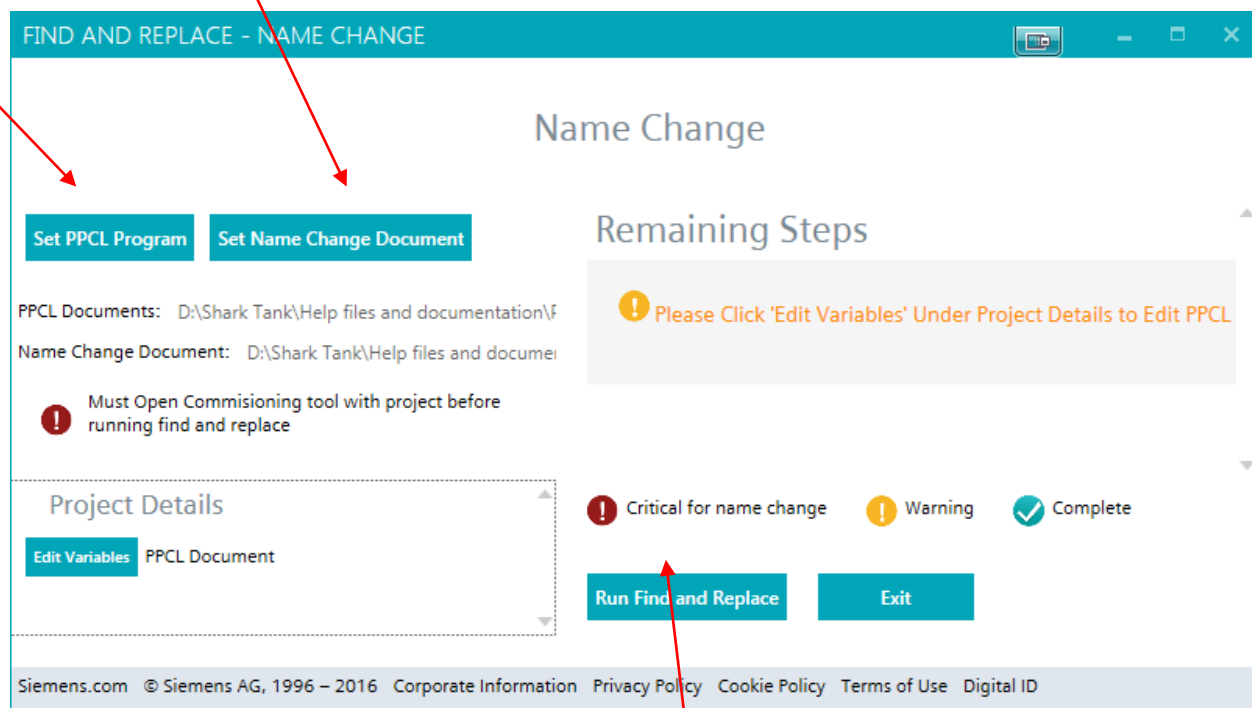 FIND AND REPLACE - NAME CHANGE
Name Change
Set PPCL Program
Set Name Change Document
Remaining Steps
PPCL Documents: D:\Shark Tank\Help files and documentation\
Please Click 'Edit Variables' Under Project Details to Edit PPCL
Name Change Document: D:\Shark Tank\Help files and docume
Must Open Commisioning tool with project before
running find and replace
Project Details
Edit Variables PPCL Document
Critical for name change
Warning
Complete
Run Find and Replace
Exit
Siemens.com © Siemens AG, 1996 – 2016 Corporate Information Privacy Policy Cookie Policy Terms of Use Digital ID